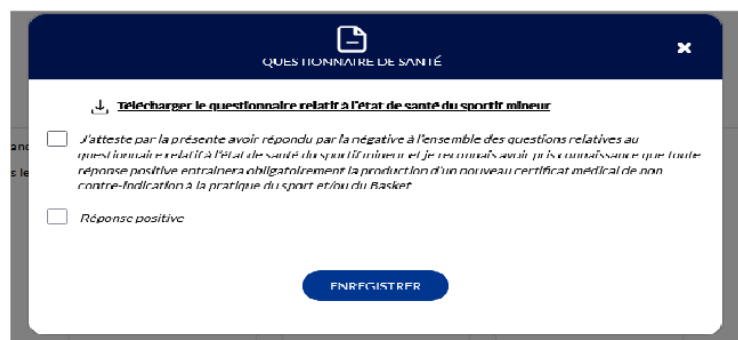 QUESTIONNAIRE DE SANTÉ
Télécharger le questionnaire relatif à l'état de santé du sportif mineur
J'atteste par la présente avoir répondu par la négative à l'ensemble des questions relatives au
questionnaire relatif à l'état de santé du sportif mineur et je reconnais avoir pris connaissance que toute
réponse positive entrainera obligatoirement la production d'un nouveau certificat médical de non
contre-indication à la pratique du sport et/ou du Basket
Réponse positive
ENREGISTRER